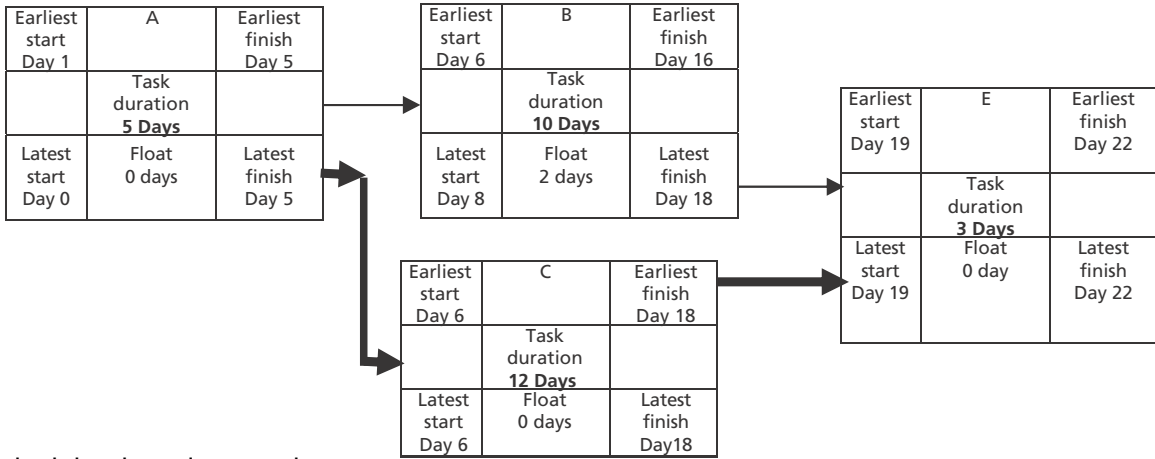 Earliest
start
Day 1
A
Earliest
finish
Day 5
Task
duration
5 Days
Latest
start
Day 0
Float
0 days
Latest
finish
Day 5
Earliest
start
Day 6
B
Earliest
finish
Day 16
Task
duration
10 Days
Latest
start
Day 8
Float
2 days
Latest
finish
Day 18
Earliest
start
Day 6
C
Earliest
finish
Day 18
Task
duration
12 Days
Latest
start
Day 6
Float
0 days
Latest
finish
Day18
Earliest
start
Day 19
E
Earliest
finish
Day 22
Task
duration
3 Days
Latest
start
Day 19
Float
0 day
Latest
finish
Day 22